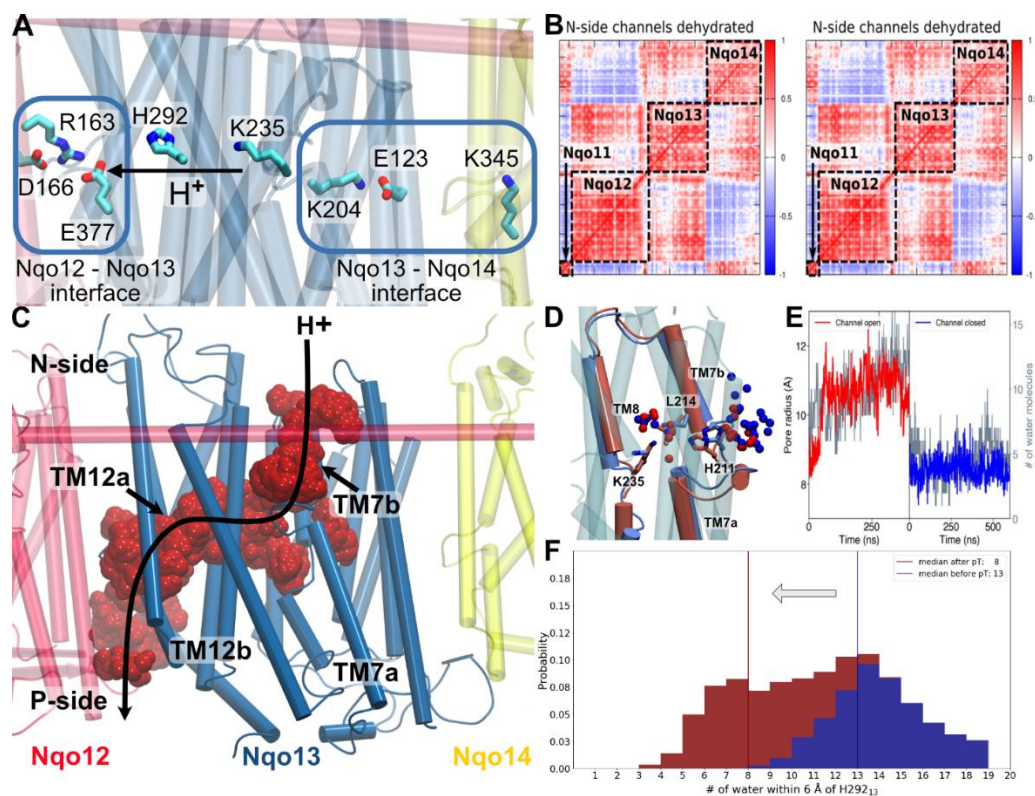 A
R163
H292
K235
E123
K345
D166
H+
K204
E377
Nqo12 - Nqo13
interface
Nqo13 - Nqo14
interface
B
N-side channels dehydrated
Nqo14
Nqo13
Nqo11
Nqo12
1
0.5
0
-0.5
-1
N-side channels dehydrated
Nqo14
Nqo13
Nqo11
Nqo12
1
0.5
0
-0.5
-1
C
H+
N-side
TM12a
TM7b
TM12b
TM7a
P-side
Nqo12
Nqo13
Nqo14
D
TM7b
L214
TM8
K235
H211
TM7a
E
Channel open
Channel closed
Pore radius (Å)
12
10
8
# of water molecules
15
10
5
0
0 250 0 250 500
Time (ns)
Time (ns)
F
median after pT: 8
median before pT: 13
Probability
0.18
0.15
0.12
0.10
0.08
0.05
0.03
0.00
1 2 3 4 5 6 7 8 9 10 11 12 13 14 15 16 17 18 19 20
# of water within 6 Å of H292₁₃